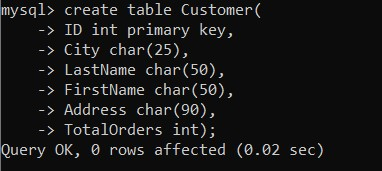 mysql> create table Customer(
    -> ID int primary key,
    -> City char(25),
    -> LastName char(50),
    -> FirstName char(50),
    -> Address char(90),
    -> TotalOrders int);
Query OK, 0 rows affected (0.02 sec)